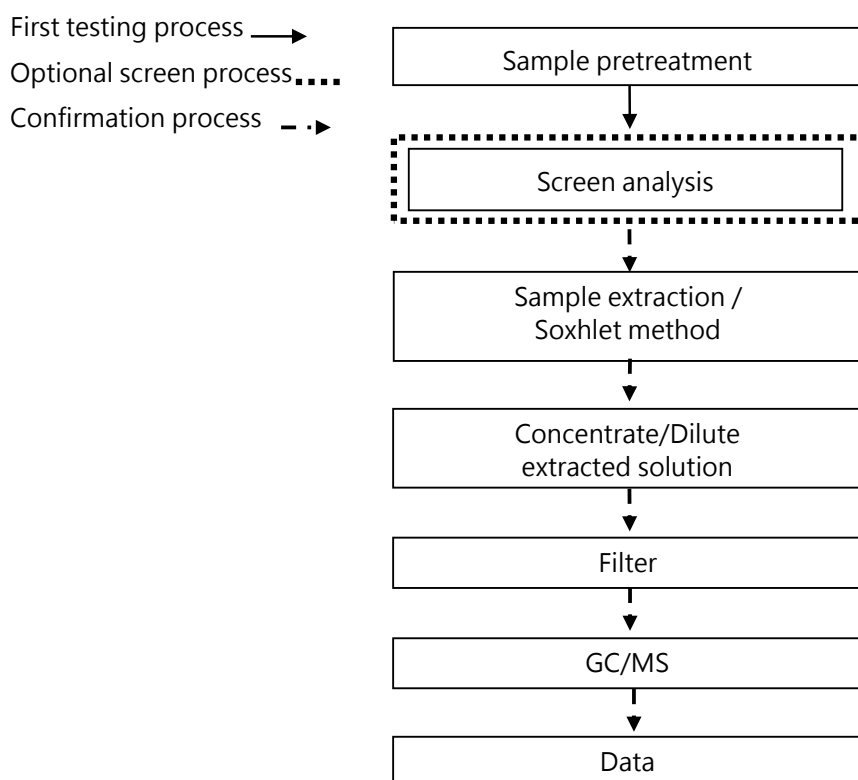 First testing process
Optional screen process
Confirmation process
Sample pretreatment
Screen analysis
Sample extraction /
Soxhlet method
Concentrate/Dilute
extracted solution
Filter
GC/MS
Data